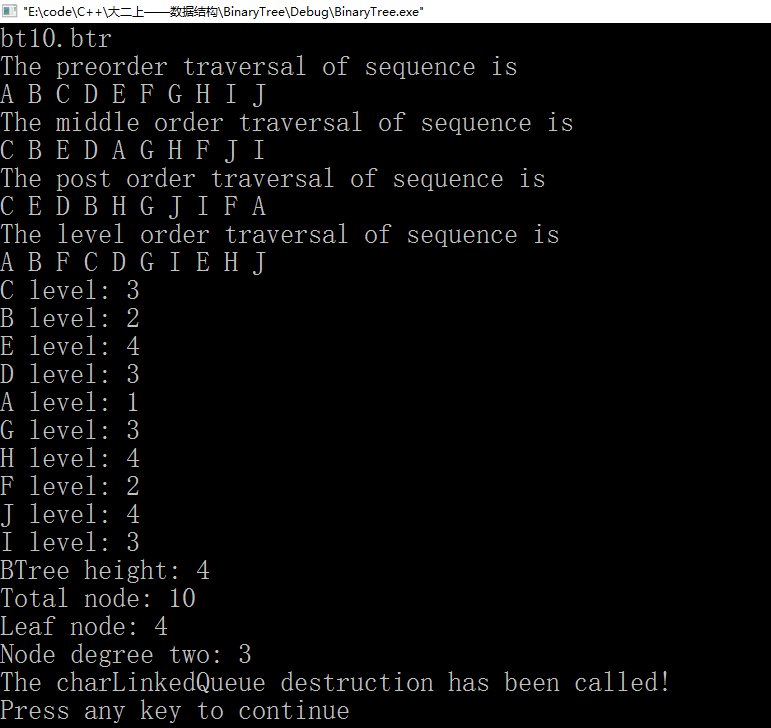 "E:\code\C++\大二上——数据结构\BinaryTree\Debug\BinaryTree.exe"
bt10.btr
The preorder traversal of sequence is
A B C D E F G H I J
The middle order traversal of sequence is
C B E D A G H F J I
The post order traversal of sequence is
C E D B H G J I F A
The level order traversal of sequence is
A B F C D G I E H J
C level: 3
B level: 2
E level: 4
D level: 3
A level: 1
G level: 3
H level: 4
F level: 2
J level: 4
I level: 3
BTree height: 4
Total node: 10
Leaf node: 4
Node degree two: 3
The charLinkedQueue destruction has been called!
Press any key to continue